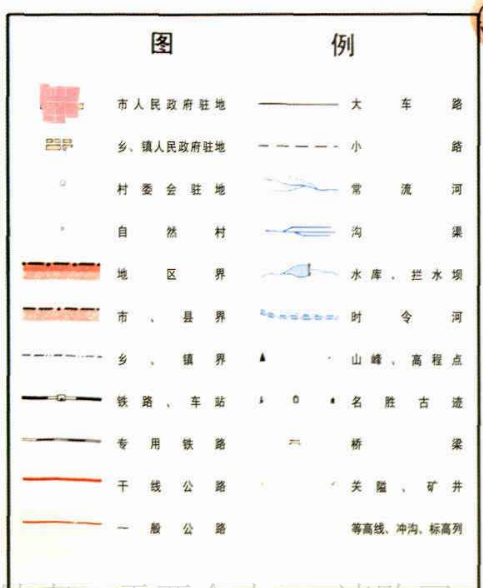 图 例
市人民政府驻地
乡、镇人民政府驻地
村委会驻地
自然村
地区界
市、县界
乡、镇界
铁路、车站
专用铁路
干线公路
一般公路
大车路
小路
常流河
沟渠
水库、拦水坝
时令河
山峰、高程点
名胜古迹
桥梁
关隘、矿井
等高线、冲沟、标高列